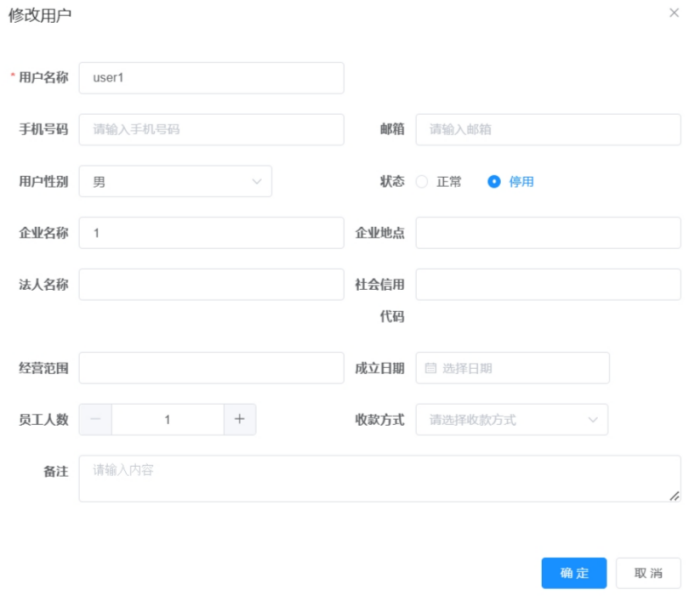 修改用户
* 用户名称 user1
手机号码 请输入手机号码 邮箱 请输入邮箱
用户性别 男 状态 正常 停用
企业名称 1 企业地点
法人名称 社会信用
代码
经营范围 成立日期 选择日期
员工人数 1 收款方式 请选择收款方式
备注 请输入内容
确定 取消